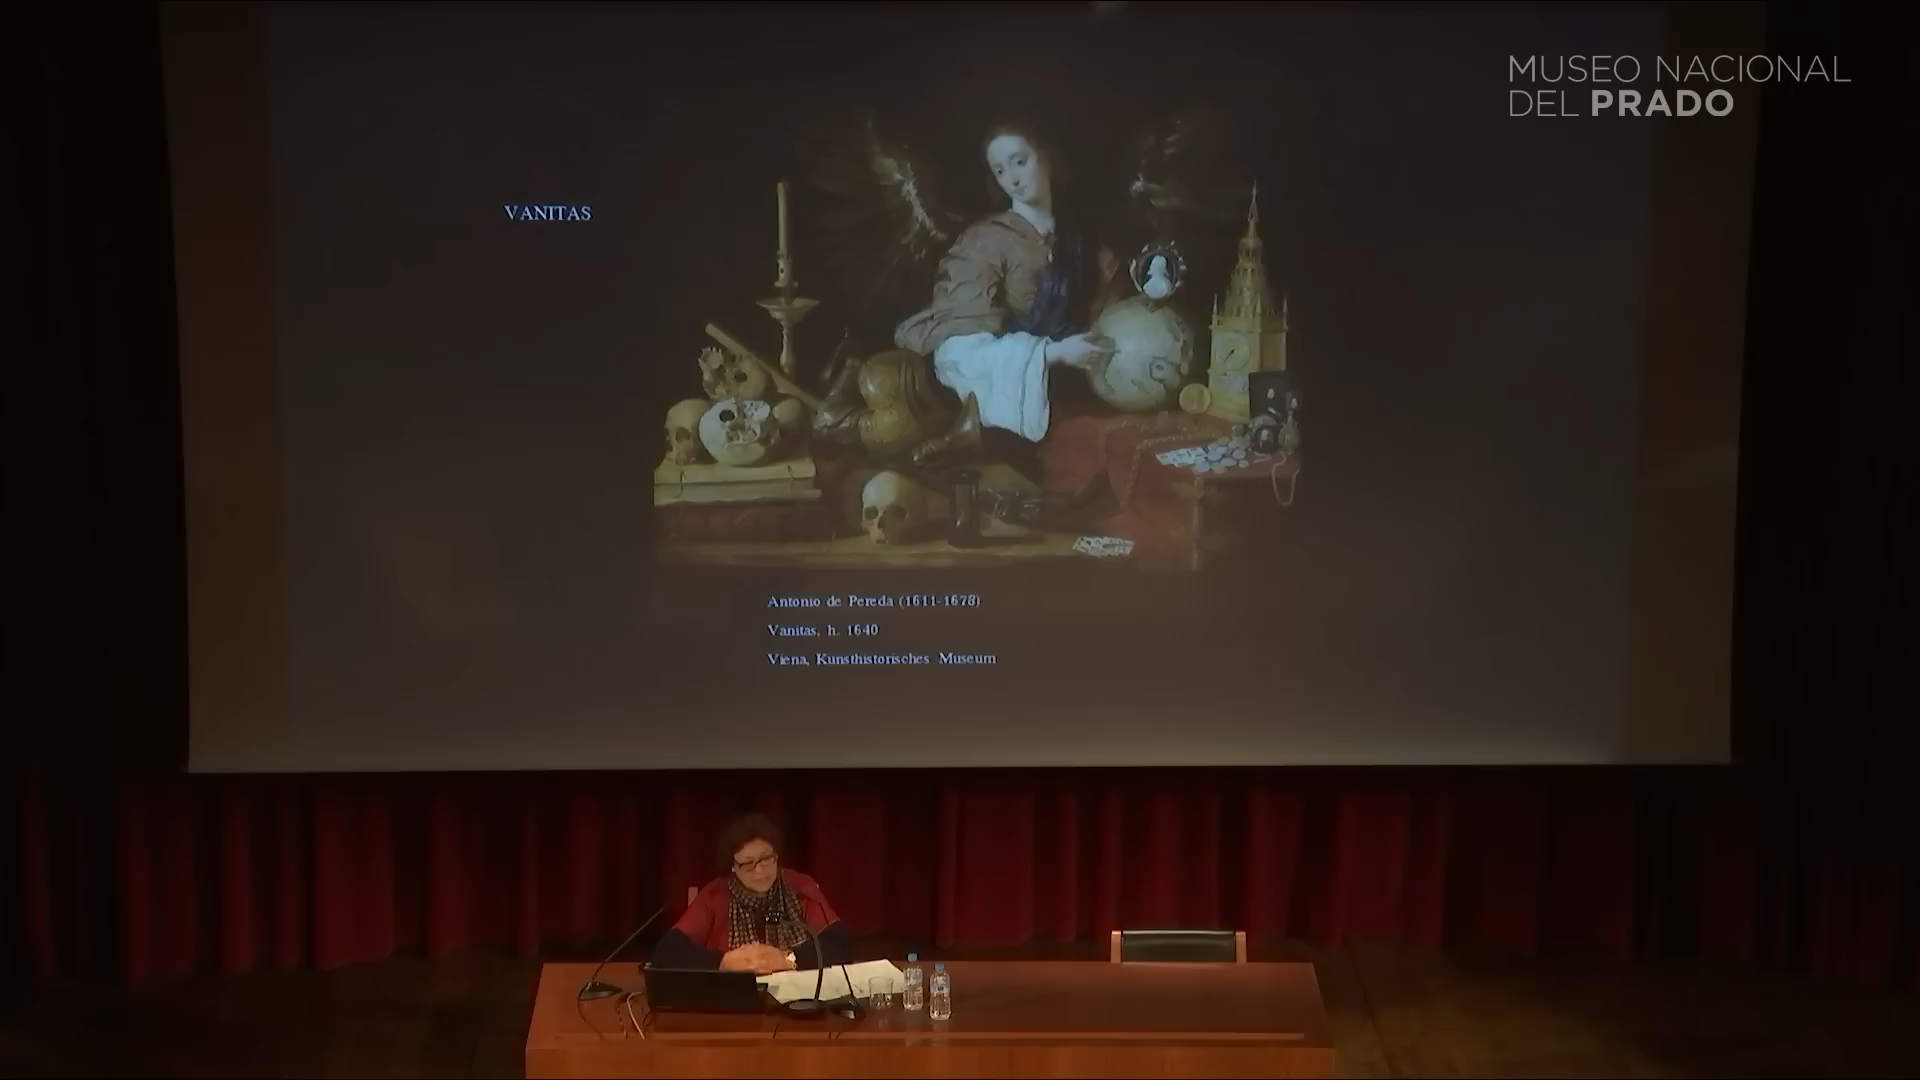 MUSEO NACIONAL
DEL PRADO
VANITAS
Antonio de Pereda (1611-1678)
Vanitas, h. 1640
Viena, Kunsthistorisches Museum